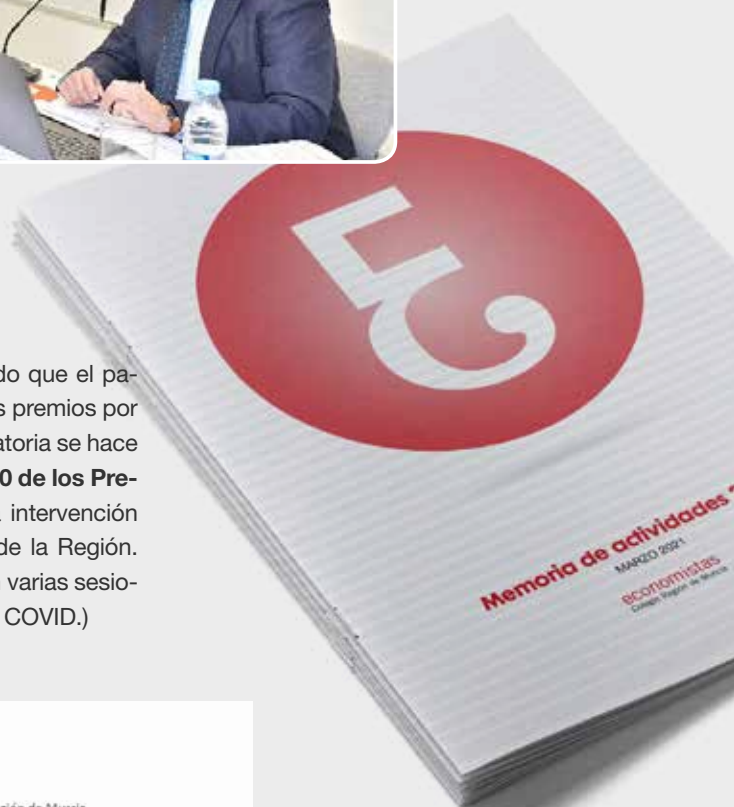 do que el pa-
s premios por
atoria se hace
0 de los Pre-
intervención
de la Región.
varias sesio-
COVID.)
Memoria de actividades
MARZO 2021
economistas
Colegio Región de Murcia